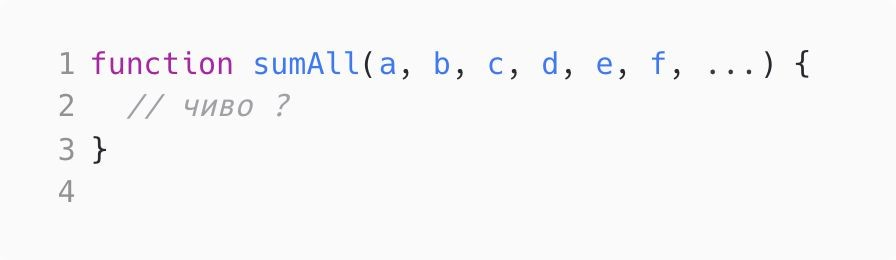 1 function sumAll(a, b, c, d, e, f, ...) {
2   // чиво ?
3 }
4